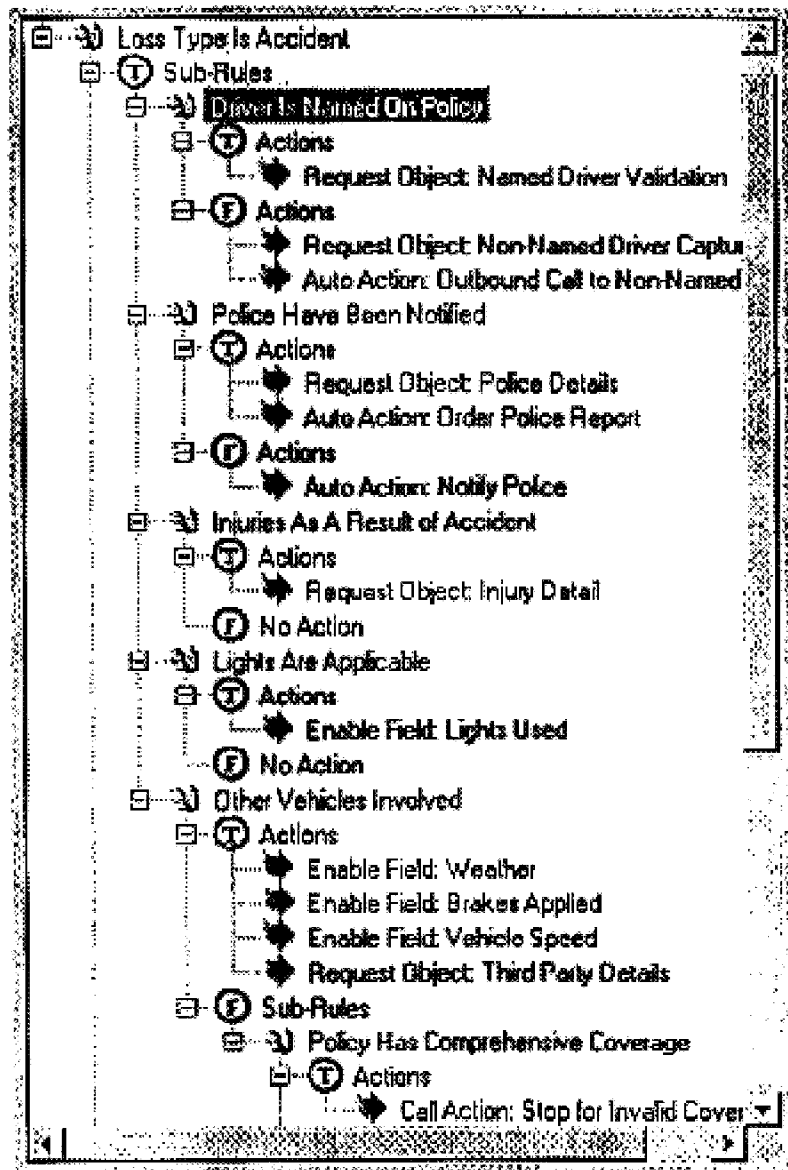 Loss Type Is Accident
T Sub-Rules
Driver Is Named On Policy
T Actions
Request Object: Named Driver Validation
F Actions
Request Object: Non-Named Driver Captu
Auto Action: Outbound Call to Non-Named
Police Have Been Notified
T Actions
Request Object: Police Details
Auto Action: Order Police Report
F Actions
Auto Action: Notify Police
Injuries As A Result of Accident
T Actions
Request Object: Injury Detail
F No Action
Lights Are Applicable
T Actions
Enable Field: Lights Used
F No Action
Other Vehicles Involved
T Actions
Enable Field: Weather
Enable Field: Brakes Applied
Enable Field: Vehicle Speed
Request Object: Third Party Details
F Sub-Rules
Policy Has Comprehensive Coverage
T Actions
Call Action: Stop for Invalid Cover